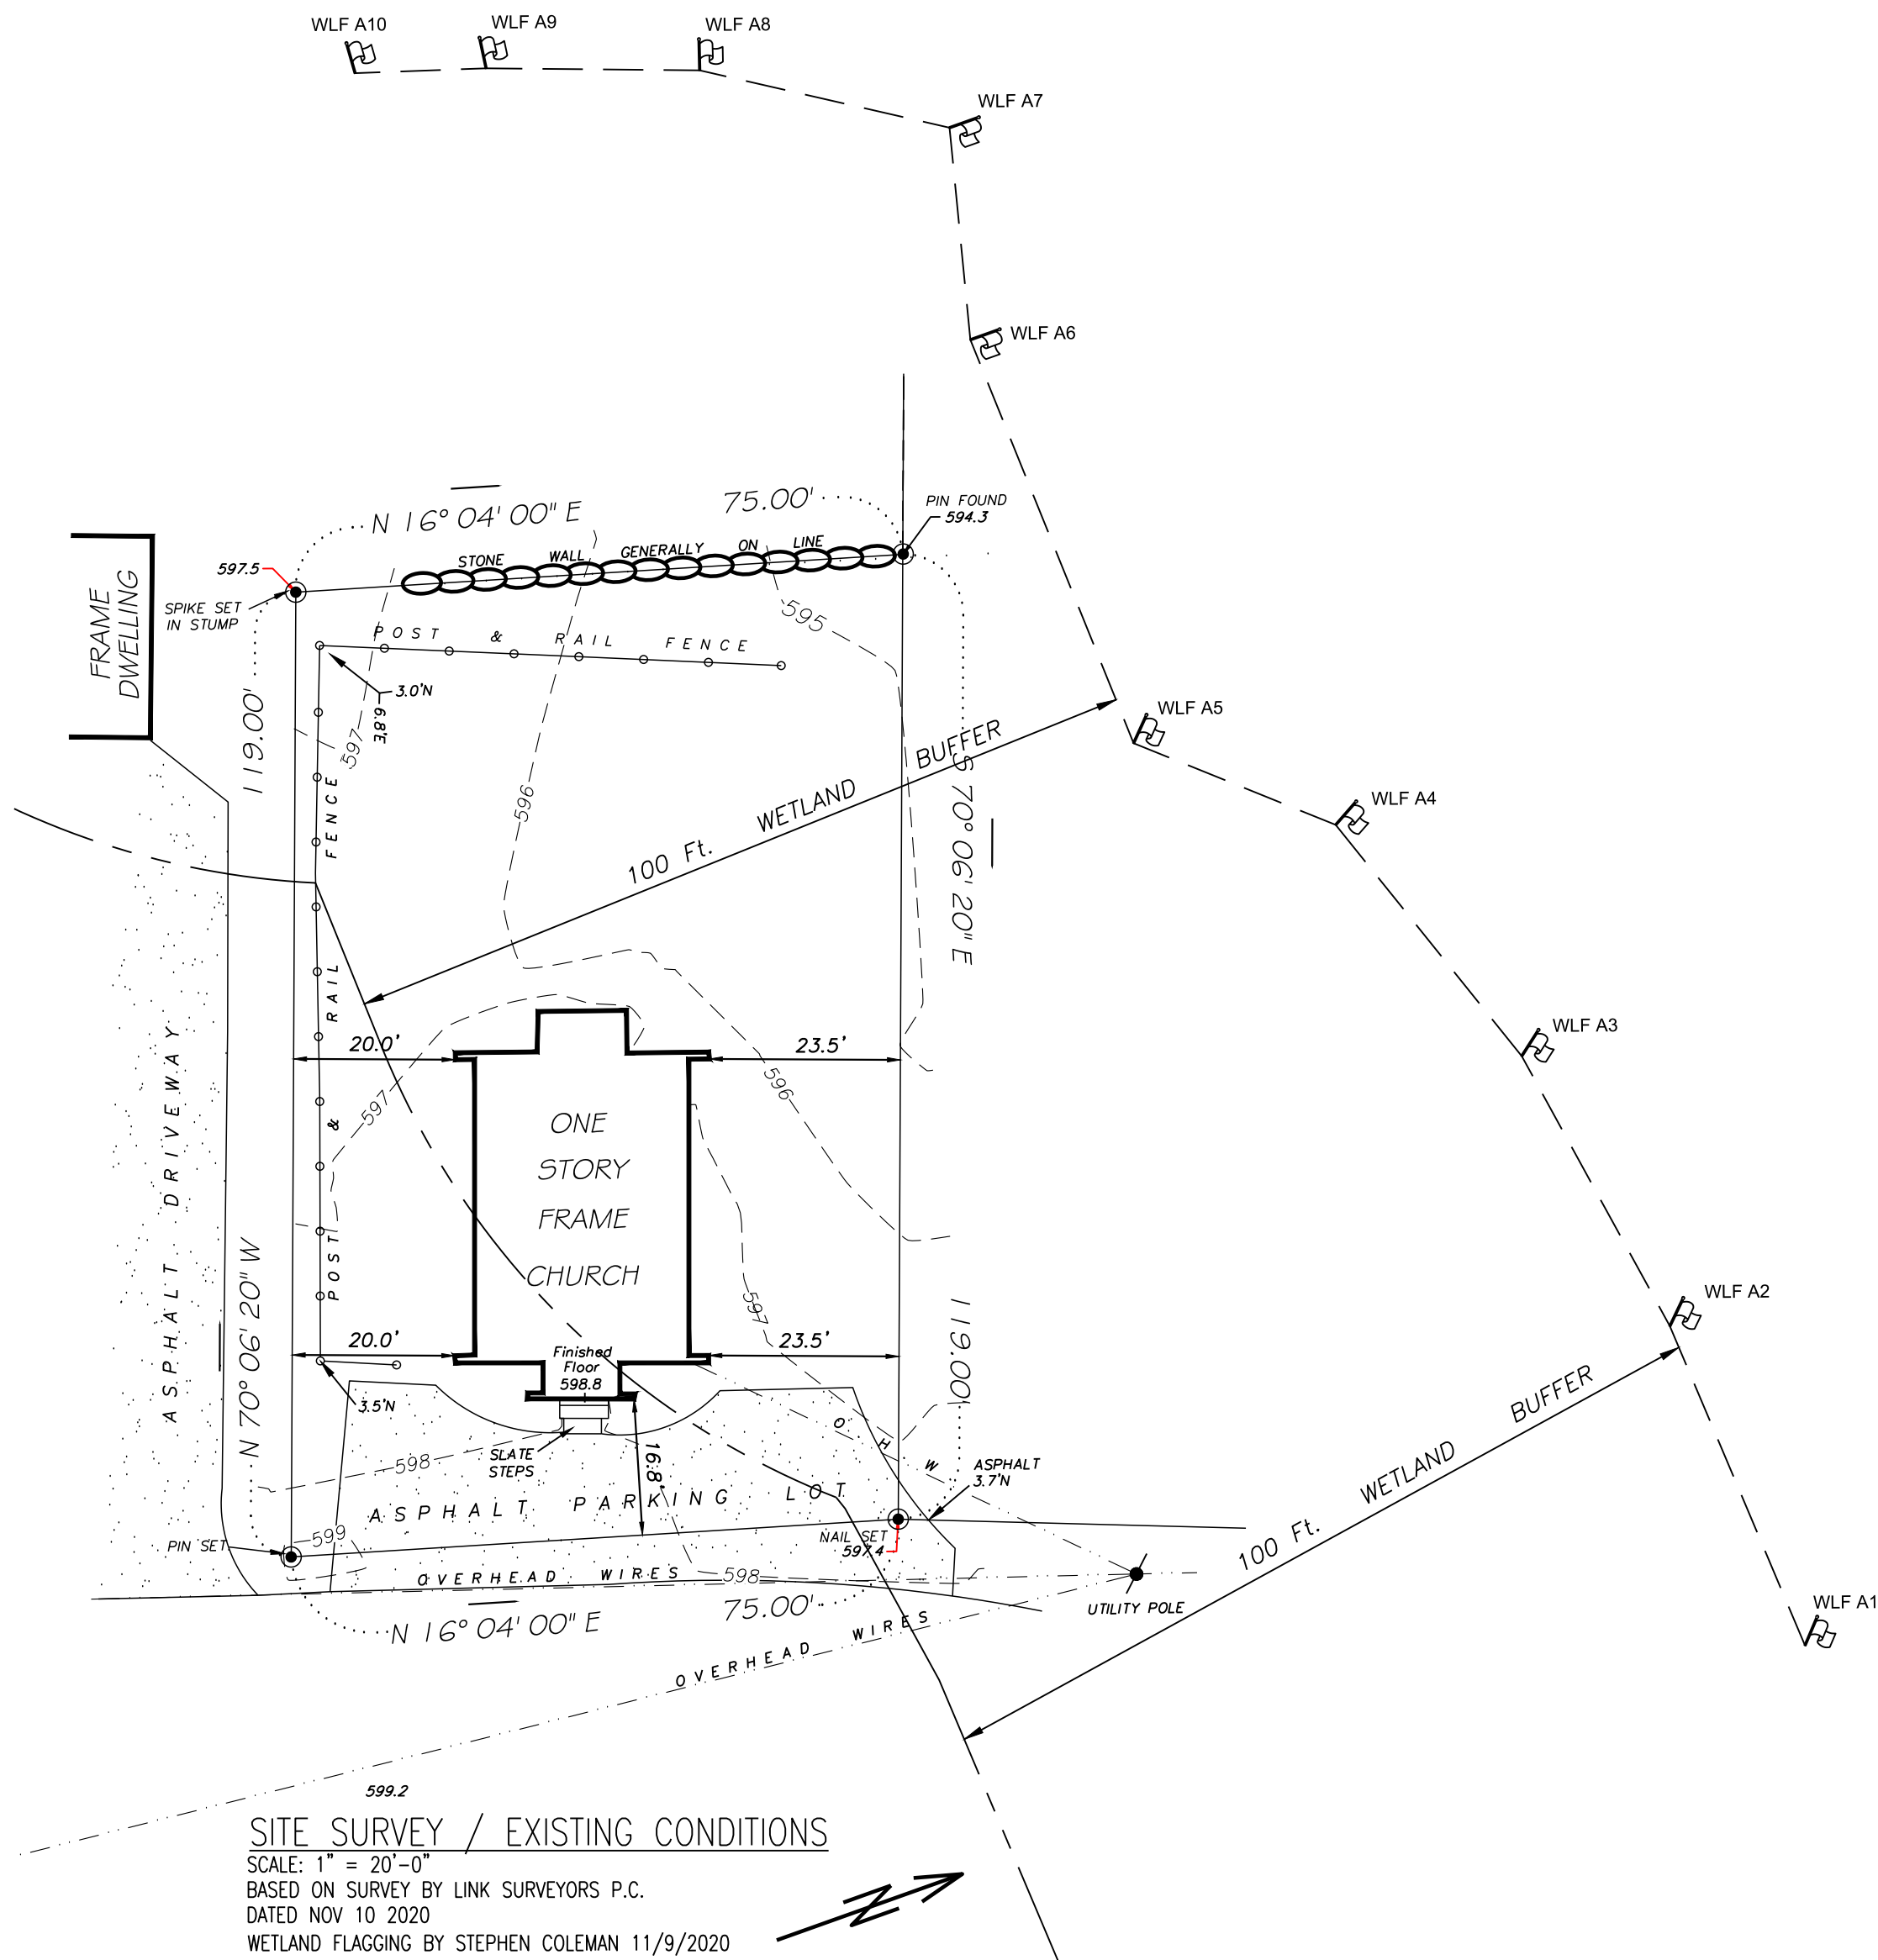 WLF A10
WLF A9
WLF A8
WLF A7
WLF A6
N 16° 04' 00" E
75.00'
PIN FOUND
594.3
STONE WALL GENERALLY ON LINE
597.5
SPIKE SET
IN STUMP
FRAME
DWELLING
595
POST & RAIL FENCE
3.0'N
6.8'E
119.00'
597
WLF A5
WLF A4
100 Ft. WETLAND BUFFER
596
S 70° 06' 20" E
POST & RAIL FENCE
ASPHALT DRIVEWAY
20.0'
23.5'
WLF A3
597
596
ONE
STORY
FRAME
CHURCH
N 70° 06' 20" W
597
119.00'
WLF A2
20.0'
23.5'
Finished
Floor
598.8
3.5'N
O H W
SLATE
STEPS
598
16.8'
ASPHALT
3.7'N
ASPHALT PARKING LOT
100 Ft. WETLAND BUFFER
599
PIN SET
NAIL SET
597.4
OVERHEAD WIRES
598
UTILITY POLE
WLF A1
N 16° 04' 00" E
75.00'
OVERHEAD WIRES
599.2
SITE SURVEY / EXISTING CONDITIONS
SCALE: 1" = 20'-0"
BASED ON SURVEY BY LINK SURVEYORS P.C.
DATED NOV 10 2020
WETLAND FLAGGING BY STEPHEN COLEMAN 11/9/2020
N